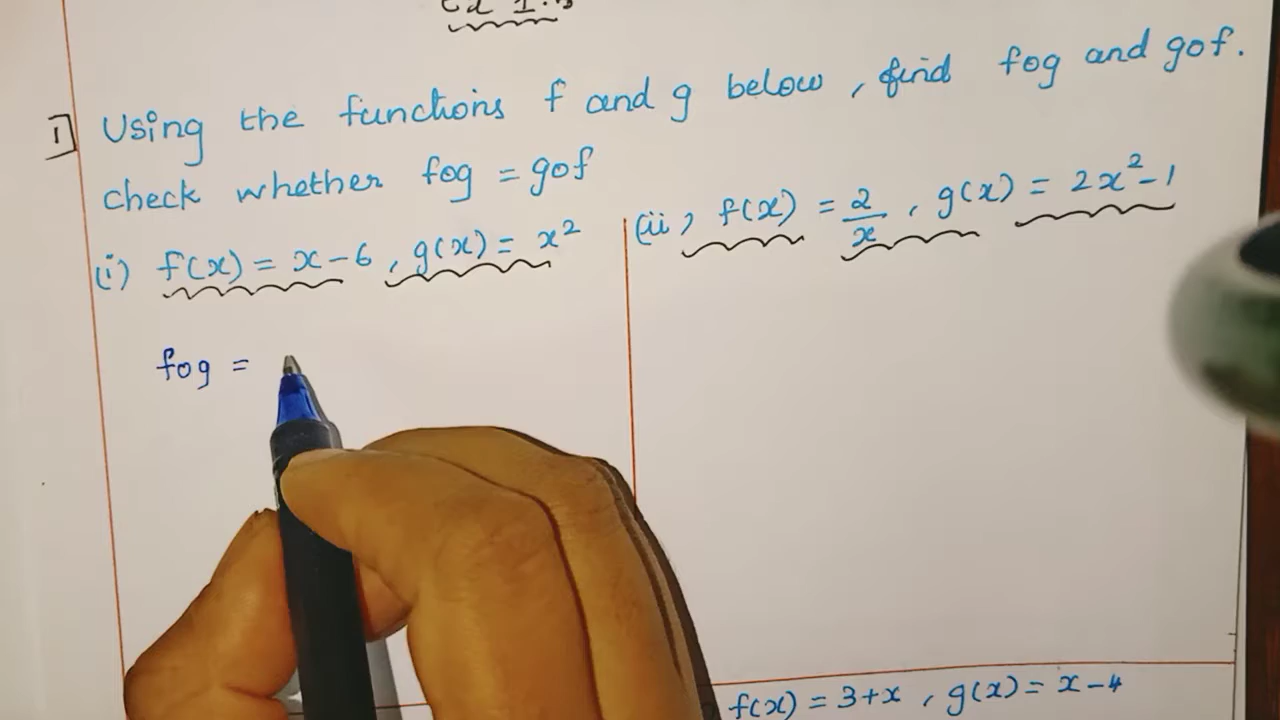 1] Using the functions f and g below, find fog and gof.
check whether fog = gof
(i) f(x) = x-6, g(x) = x²
(ii) f(x) = 2/x, g(x) = 2x²-1
fog =
f(x) = 3+x, g(x) = x-4